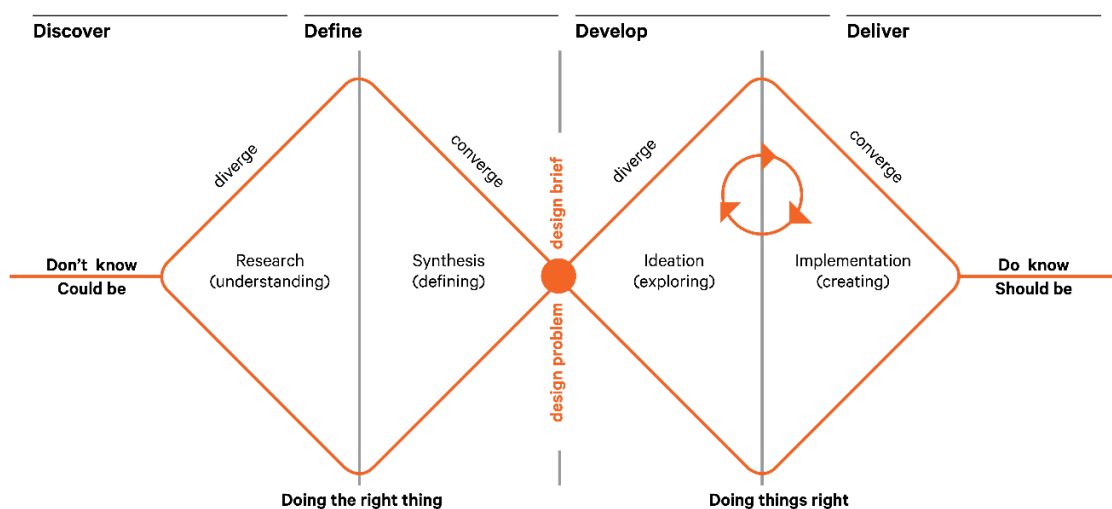 Discover
Define
Develop
Deliver
diverge
converge
design brief
diverge
converge
Don't know
Could be
Research
(understanding)
Synthesis
(defining)
Ideation
(exploring)
Implementation
(creating)
Do know
Should be
design problem
Doing the right thing
Doing things right